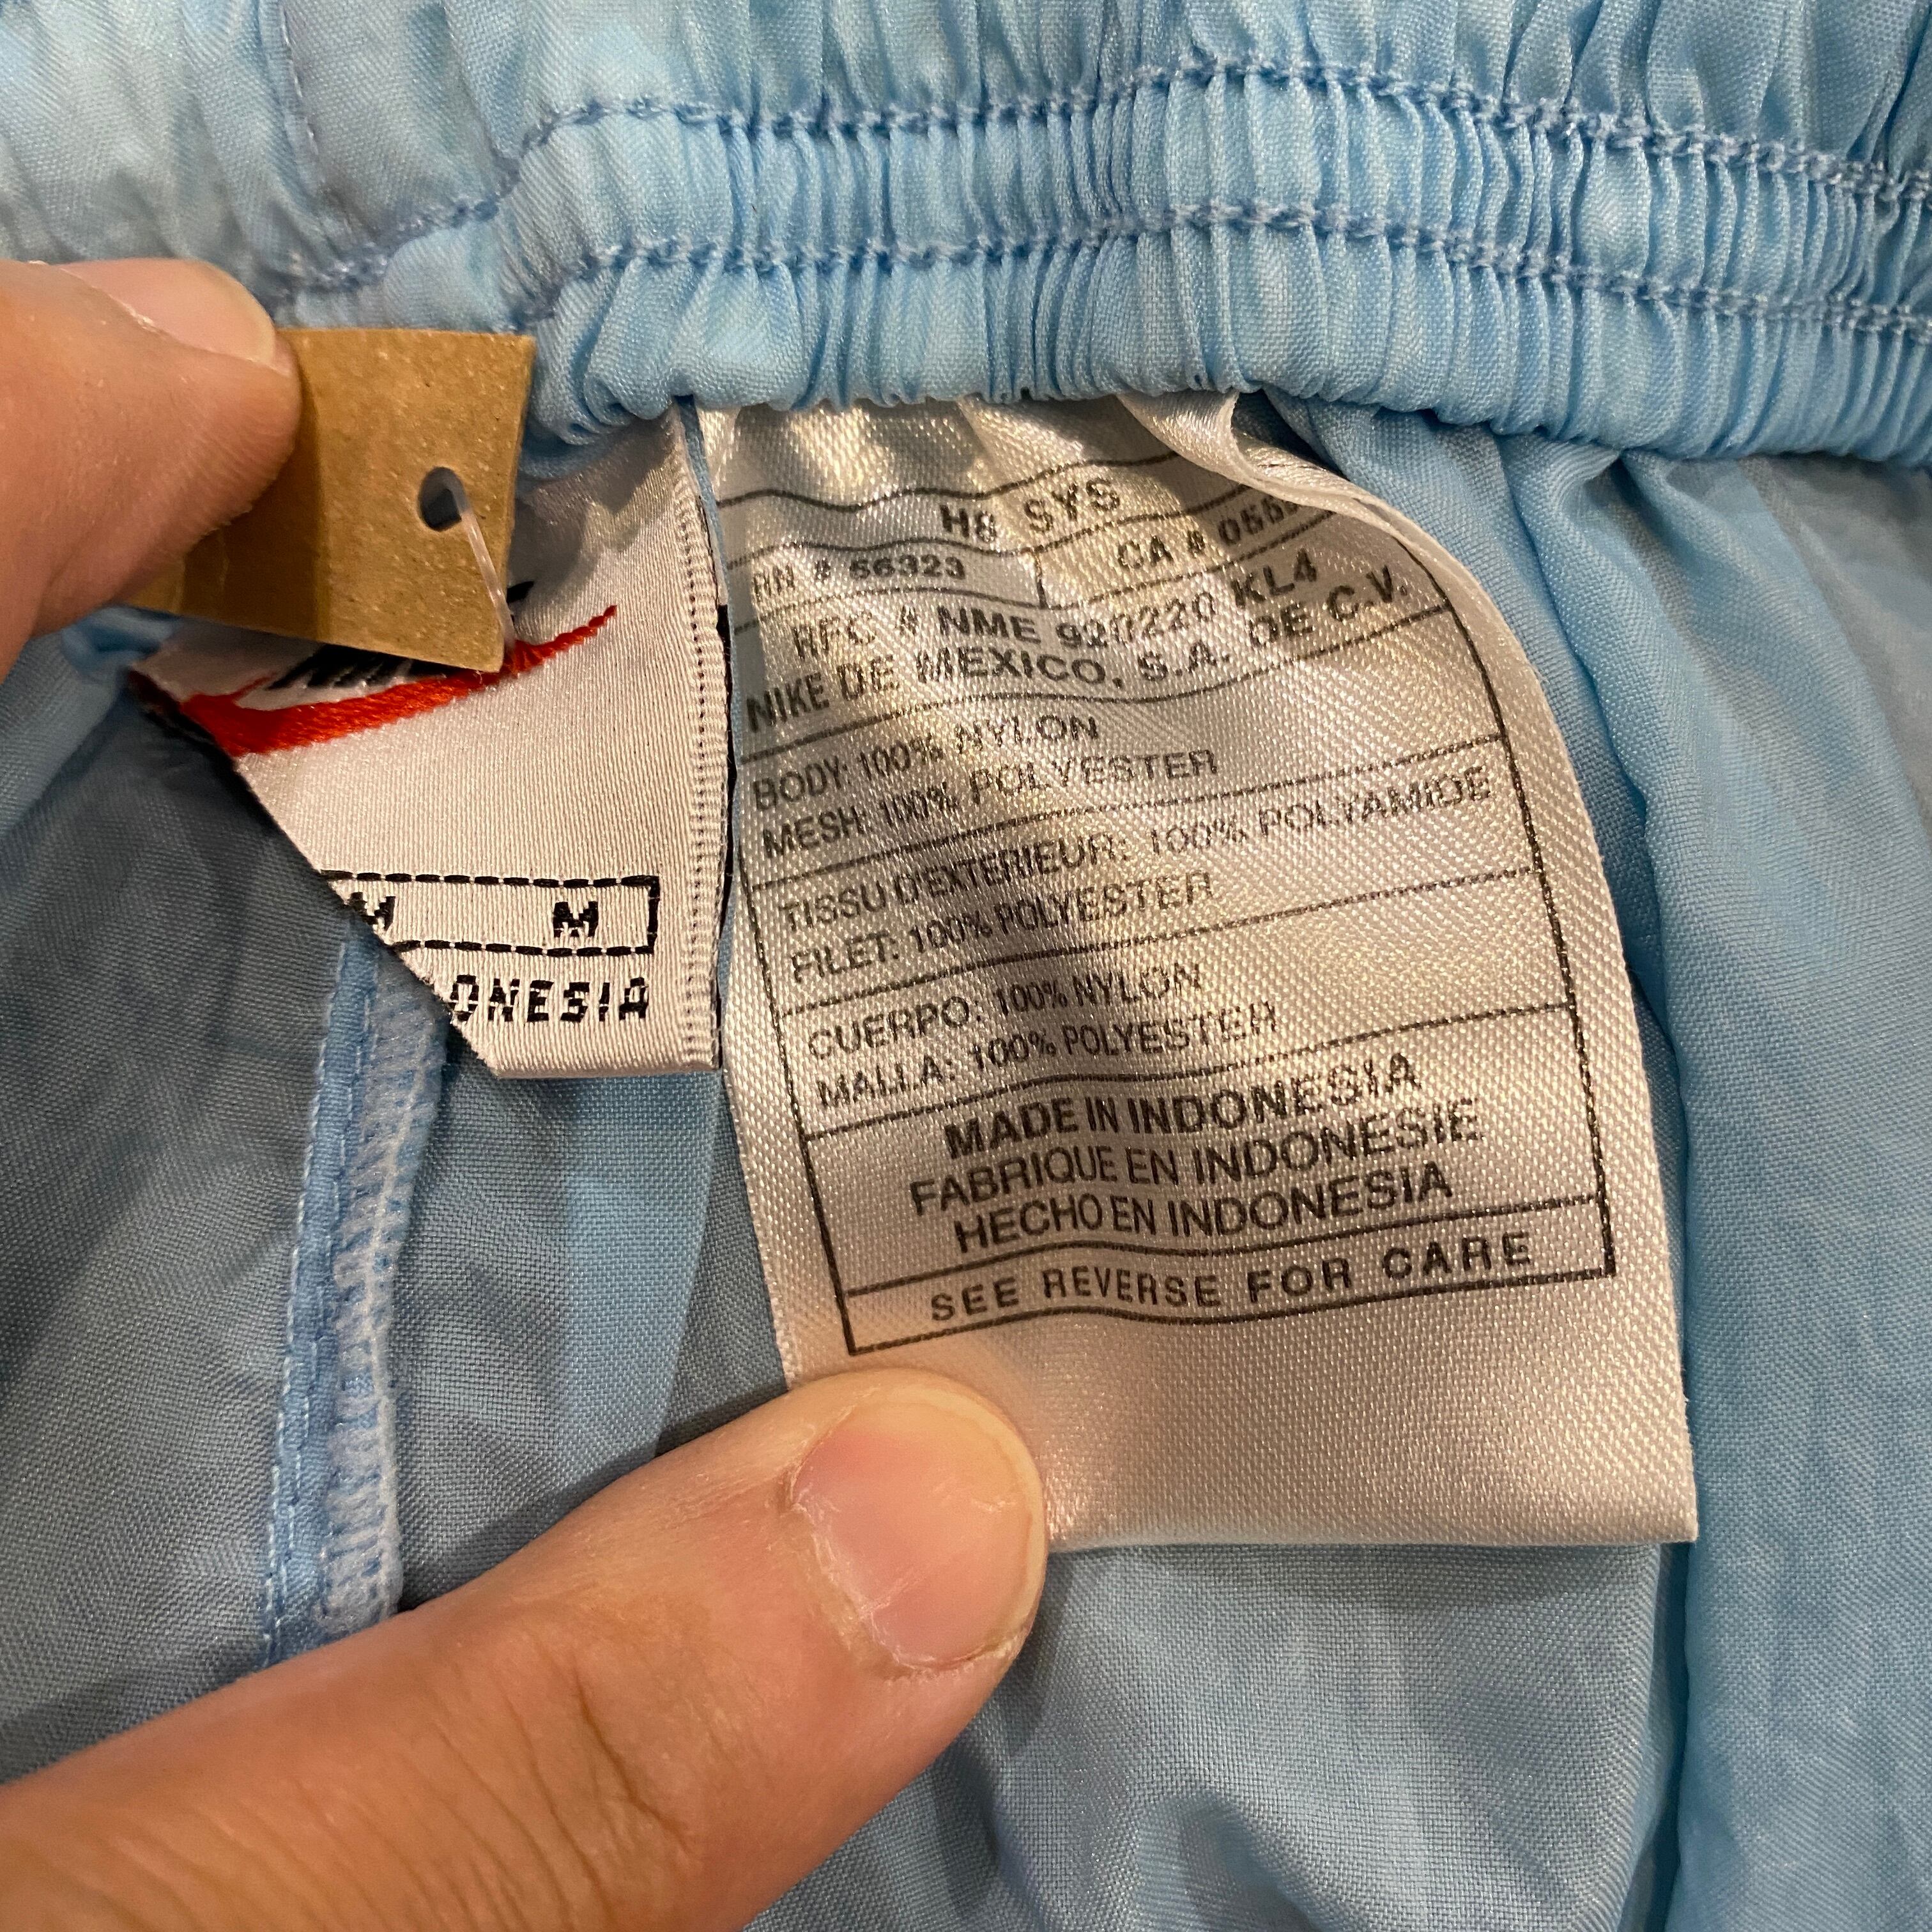 M M
ONESIA
H8 SYS
RN # 56323
CA #
RFC # NME 920220 KL4
NIKE DE MEXICO, S.A. DE C.V.
BODY: 100% NYLON
MESH: 100% POLYESTER
TISSU D'EXTERIEUR: 100% POLYAMIDE
FILET: 100% POLYESTER
CUERPO: 100% NYLON
MALLA: 100% POLYESTER
MADE IN INDONESIA
FABRIQUE EN INDONESIE
HECHO EN INDONESIA
SEE REVERSE FOR CARE